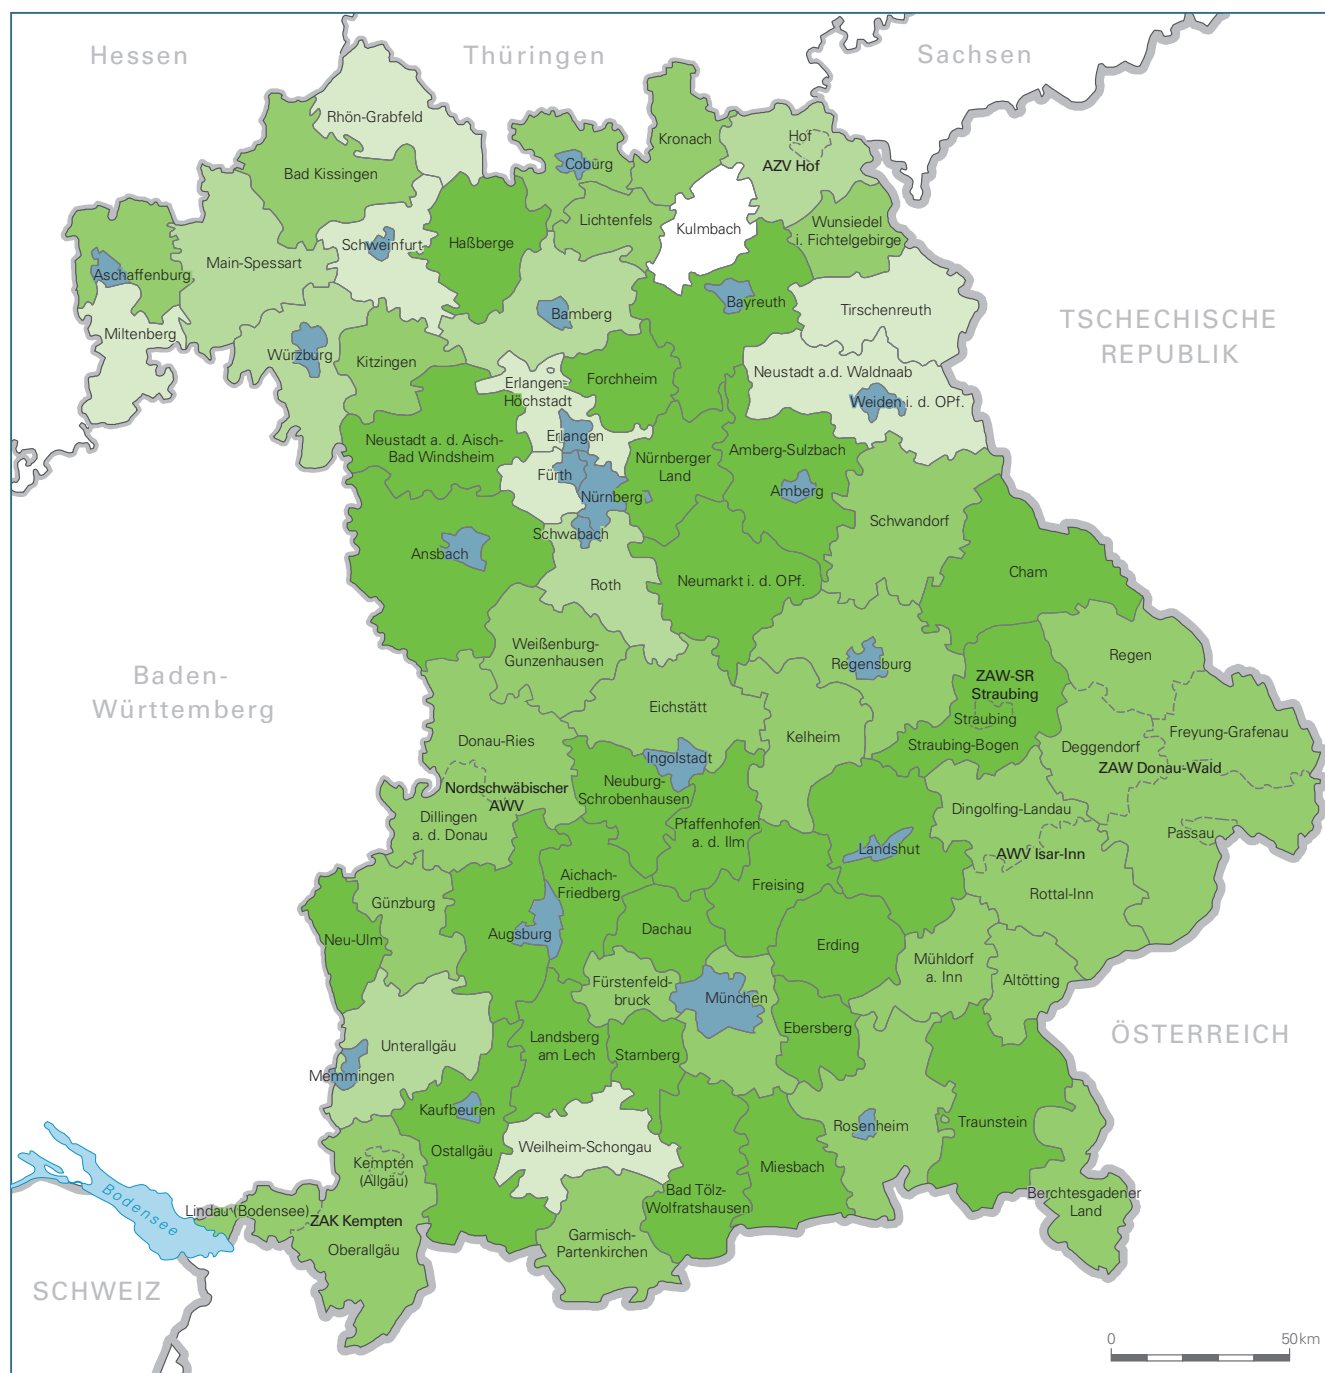 Hessen
Thüringen
Sachsen
Rhön-Grabfeld
Kronach
Hof
AZV Hof
Coburg
Bad Kissingen
Lichtenfels
Kulmbach
Wunsiedel
i. Fichtelgebirge
Schweinfurt
Haßberge
Main-Spessart
Aschaffenburg
Bayreuth
Tirschenreuth
Bamberg
Miltenberg
TSCHECHISCHE
REPUBLIK
Würzburg
Kitzingen
Forchheim
Neustadt a.d. Waldnaab
Erlangen-
Höchstadt
Weiden i. d. OPf.
Neustadt a. d. Aisch-
Bad Windsheim
Erlangen
Nürnberger
Land
Amberg-Sulzbach
Fürth
Amberg
Nürnberg
Schwandorf
Schwabach
Ansbach
Roth
Neumarkt i. d. OPf.
Cham
Weißenburg-
Gunzenhausen
Regensburg
Regen
Baden-
Württemberg
ZAW-SR
Straubing
Straubing
Eichstätt
Kelheim
Freyung-Grafenau
Donau-Ries
Straubing-Bogen
Deggendorf
ZAW Donau-Wald
Ingolstadt
Nordschwäbischer
AWV
Neuburg-
Schrobenhausen
Dillingen
a. d. Donau
Pfaffenhofen
a. d. Ilm
Dingolfing-Landau
Passau
Landshut
AWV Isar-Inn
Aichach-
Friedberg
Freising
Rottal-Inn
Günzburg
Neu-Ulm
Augsburg
Dachau
Erding
Mühldorf
a. Inn
Altötting
Fürstenfeld-
bruck
München
Ebersberg
ÖSTERREICH
Landsberg
am Lech
Starnberg
Unterallgäu
Memmingen
Kaufbeuren
Rosenheim
Traunstein
Ostallgäu
Weilheim-Schongau
Miesbach
Kempten
(Allgäu)
Bad Tölz-
Wolfratshausen
Berchtesgadener
Land
Bodensee
Lindau (Bodensee)
ZAK Kempten
Oberallgäu
Garmisch-
Partenkirchen
SCHWEIZ
0
50 km